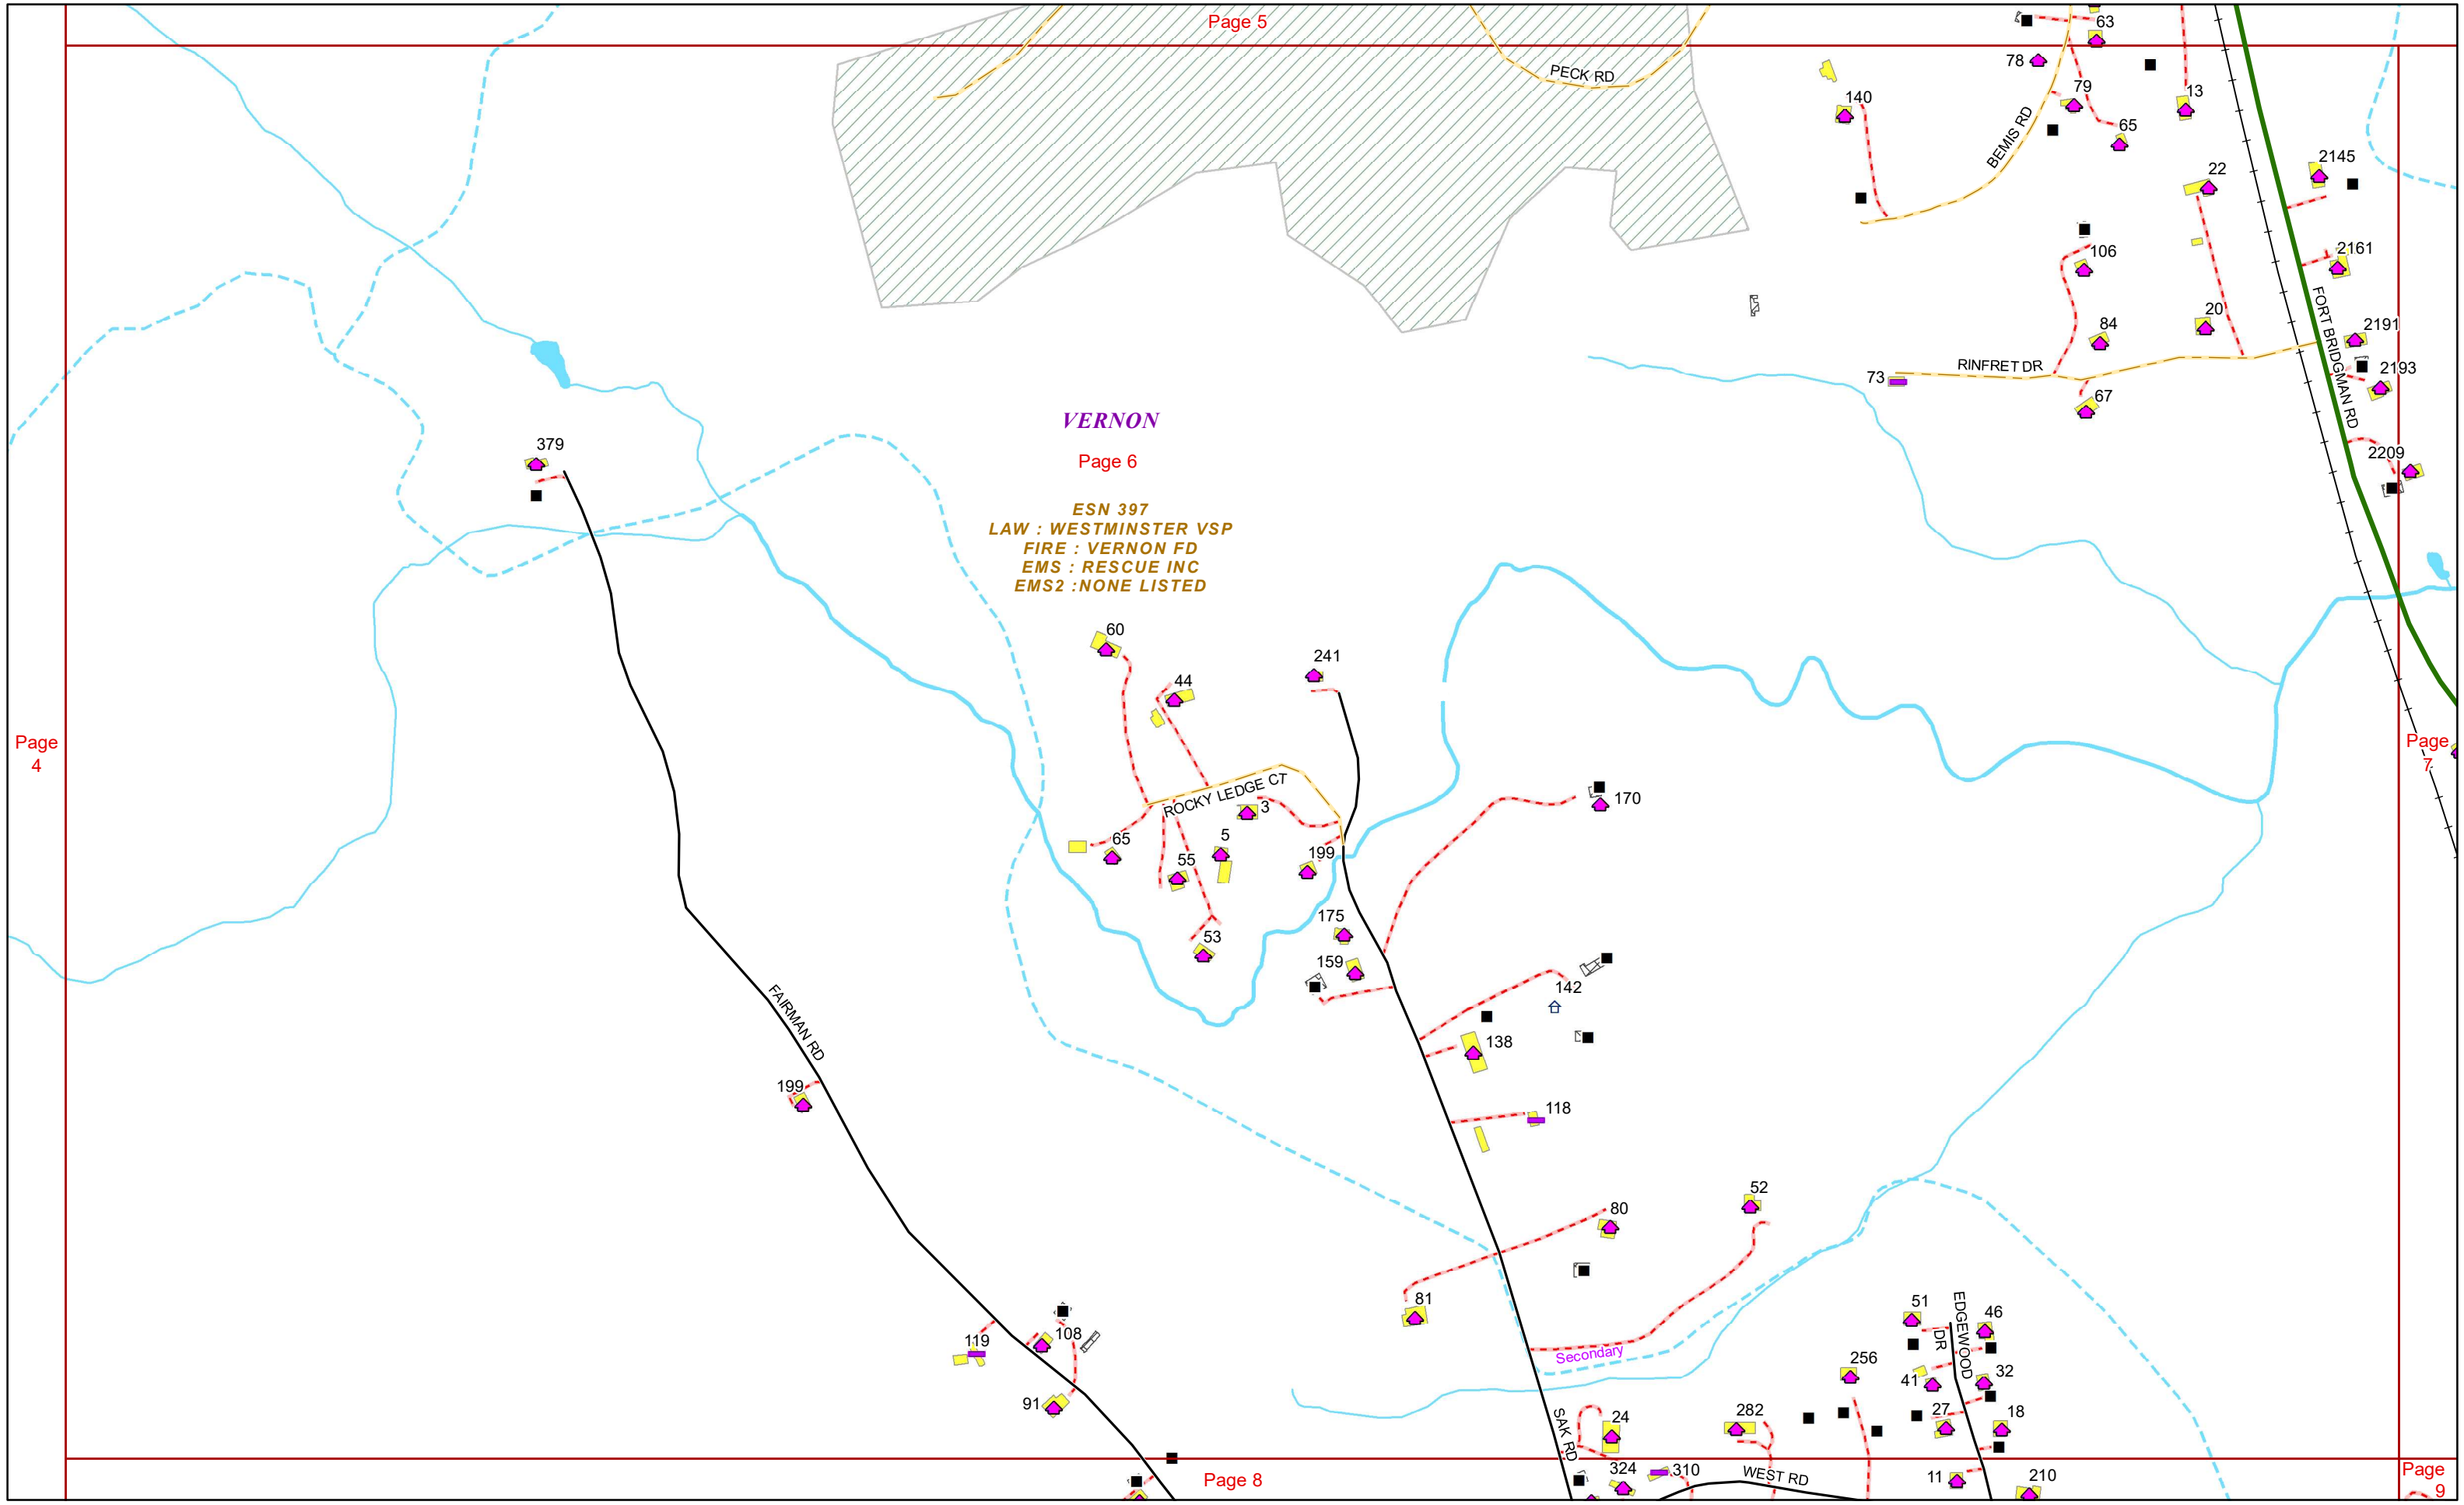 Page 5
63
78
PECK RD
79
13
140
65
BEMIS RD
2145
22
106
2161
FORT BRIDGMAN RD
20
84
2191
RINFRET DR
73
2193
67
VERNON
379
Page 6
2209
ESN 397
LAW : WESTMINSTER VSP
FIRE : VERNON FD
EMS : RESCUE INC
EMS2 :NONE LISTED
60
241
44
Page
4
Page
7
ROCKY LEDGE CT
3
170
65
5
55
199
175
53
159
142
FAIRMAN RD
138
199
118
52
80
81
51
EDGEWOOD
DR
46
119
108
Secondary
256
41
32
91
SAK RD
24
282
27
18
Page 8
324
310
WEST RD
11
210
Page
9